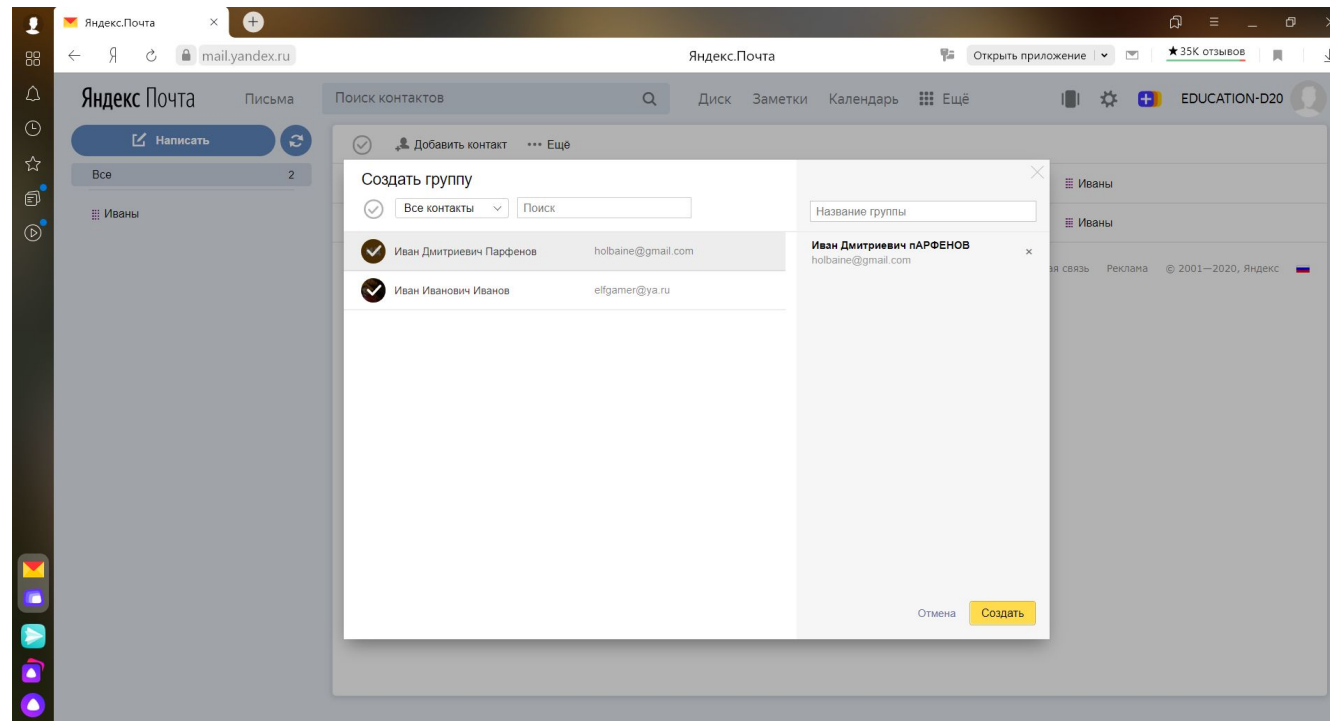 Яндекс.Почта
mail.yandex.ru
Яндекс.Почта
Открыть приложение
★ 35K отзывов
Яндекс Почта
Письма
Поиск контактов
Диск
Заметки
Календарь
Ещё
EDUCATION-D20
Написать
Добавить контакт
••• Ещё
Все 2
Иваны
Создать группу
Все контакты
Поиск
Иван Дмитриевич Парфенов holbaine@gmail.com
Иван Иванович Иванов elfgamer@ya.ru
Название группы
Иван Дмитриевич пАРФЕНОВ
holbaine@gmail.com
Отмена
Создать
Иваны
Иваны
связь Реклама © 2001—2020, Яндекс